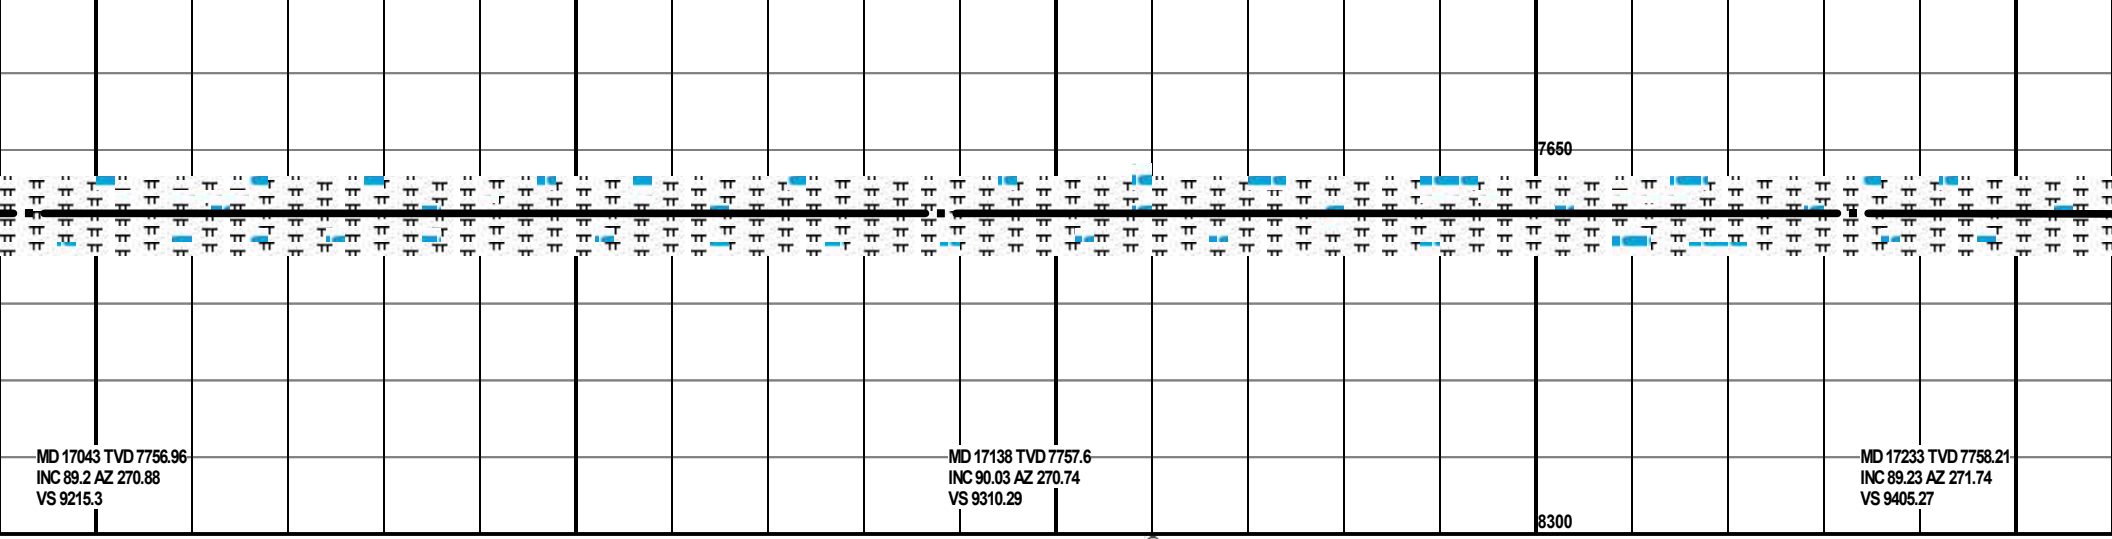 7650
MD 17043 TVD 7756.96
INC 89.2 AZ 270.88
VS 9215.3
MD 17138 TVD 7757.6
INC 90.03 AZ 270.74
VS 9310.29
MD 17233 TVD 7758.21
INC 89.23 AZ 271.74
VS 9405.27
8300